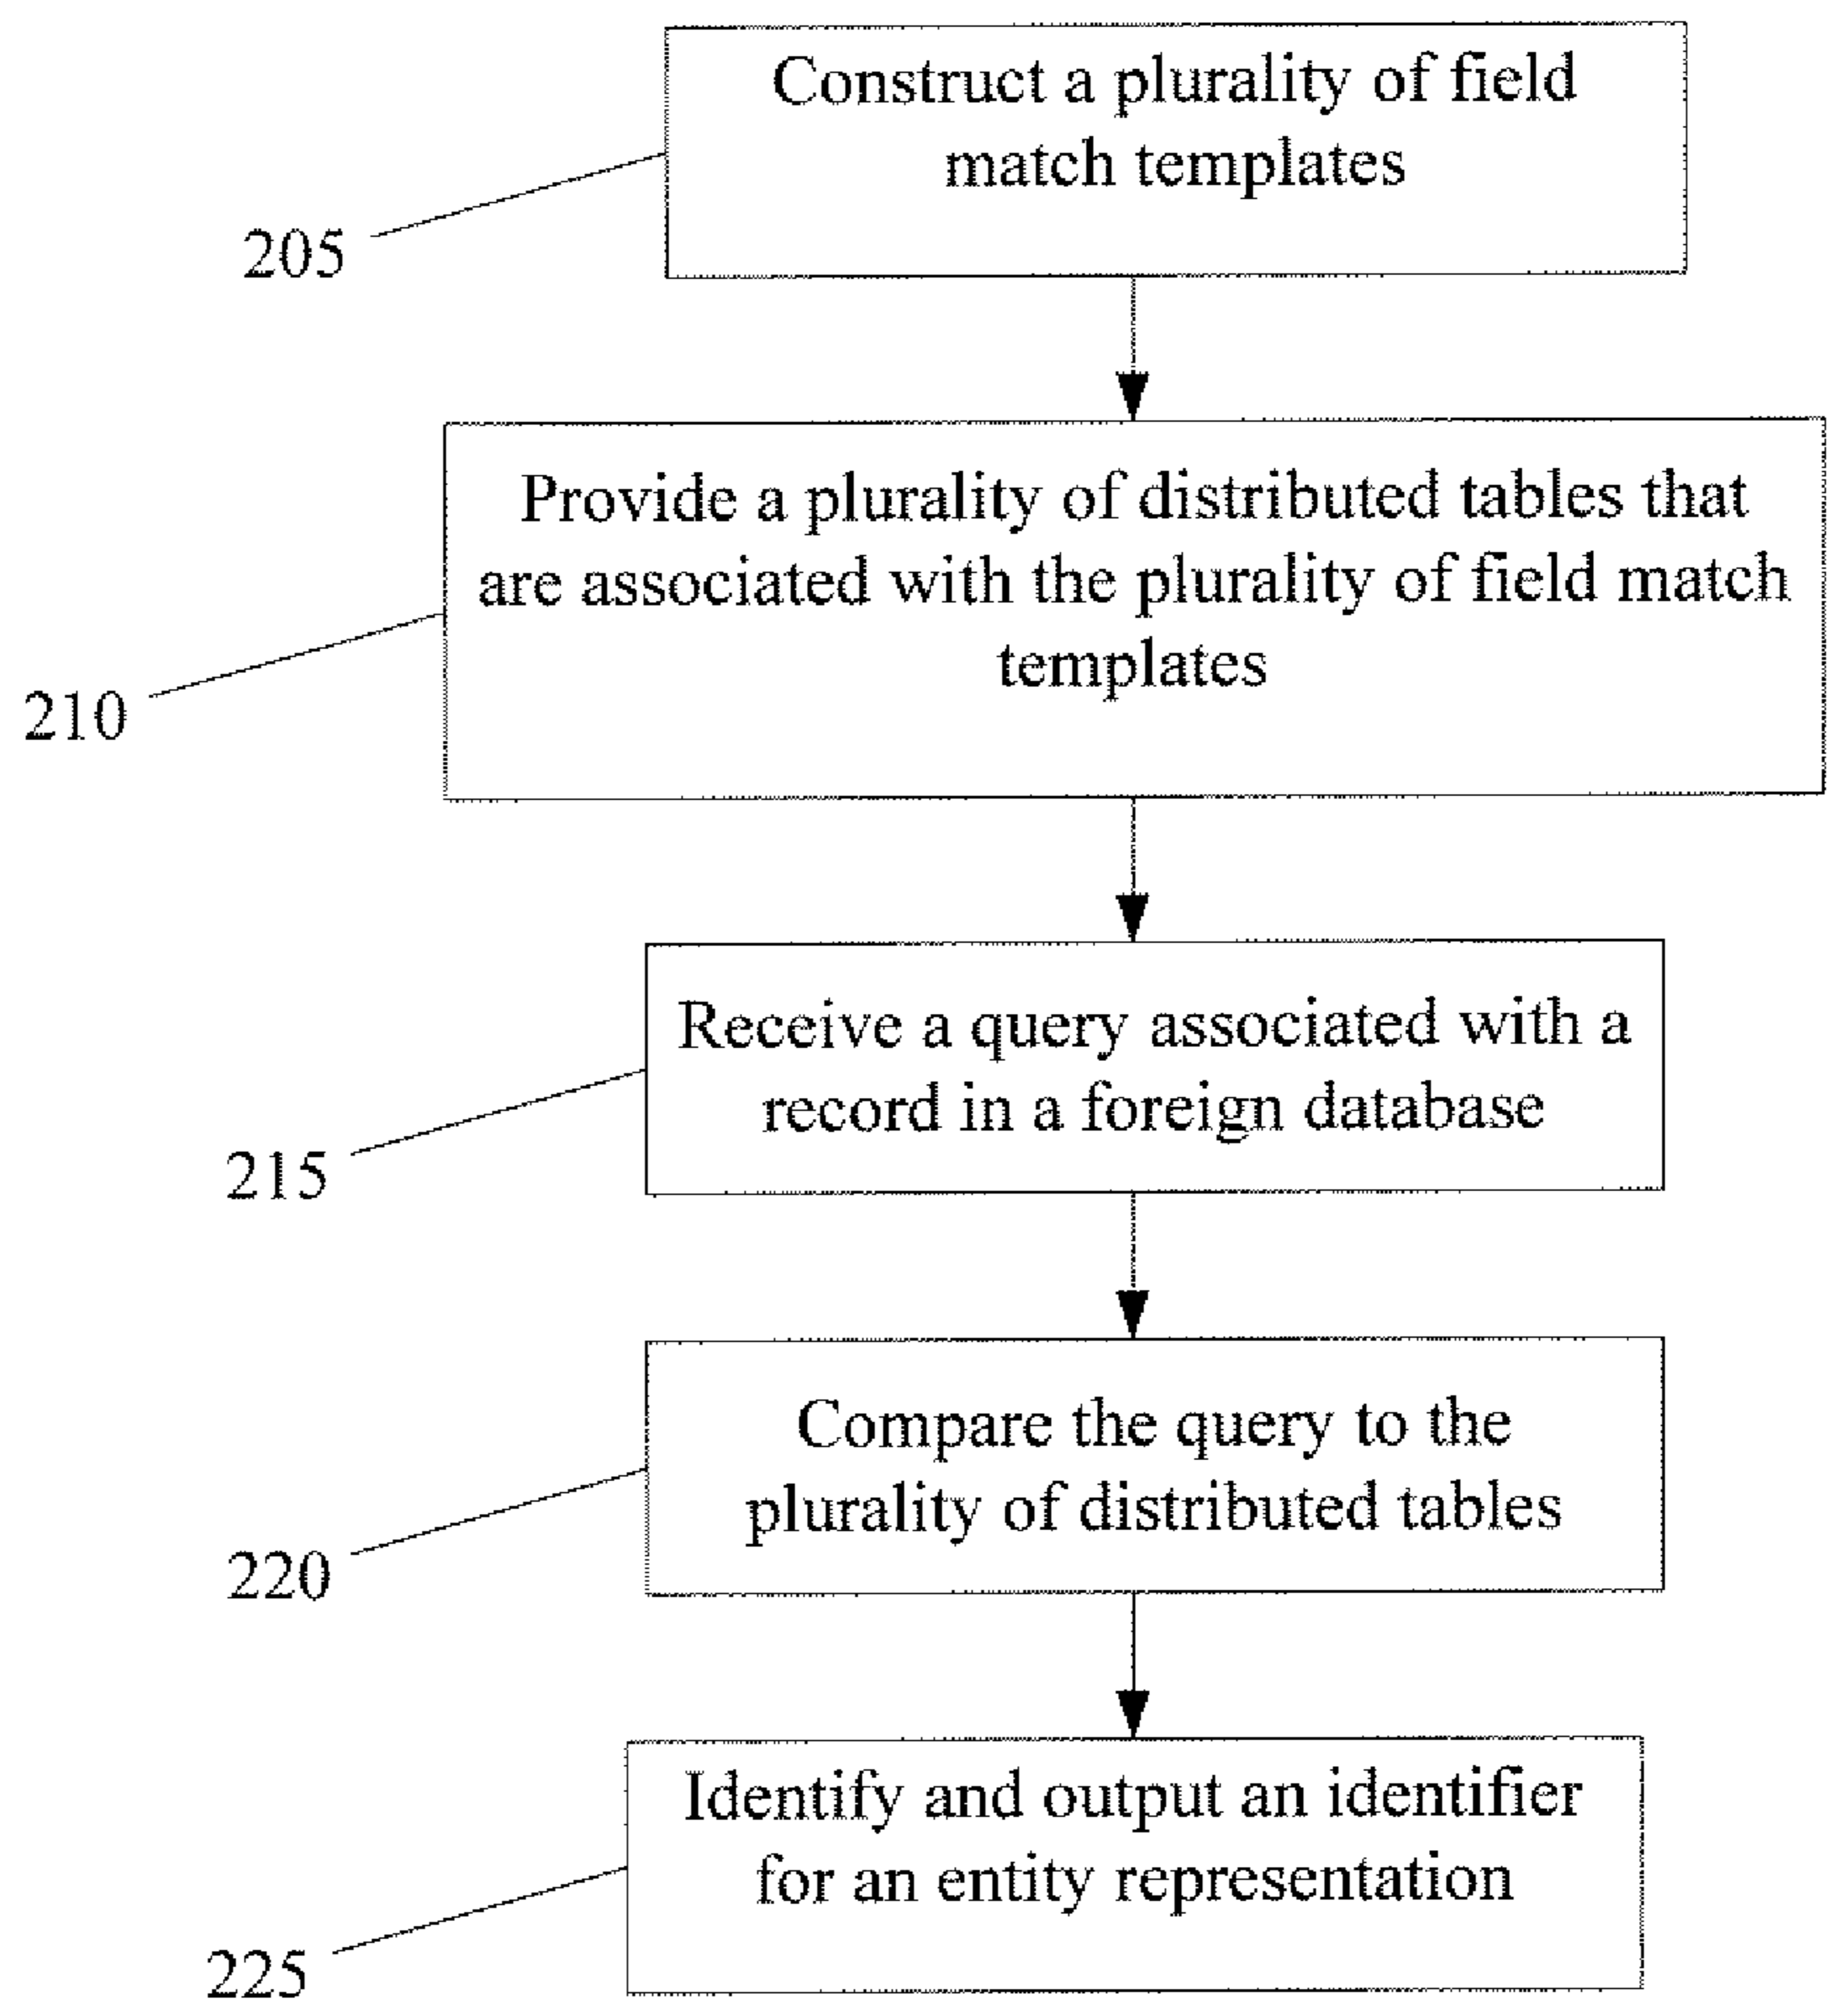 Construct a plurality of field
match templates
205
Provide a plurality of distributed tables that
are associated with the plurality of field match
templates
210
Receive a query associated with a
record in a foreign database
215
Compare the query to the
plurality of distributed tables
220
Identify and output an identifier
for an entity representation
225